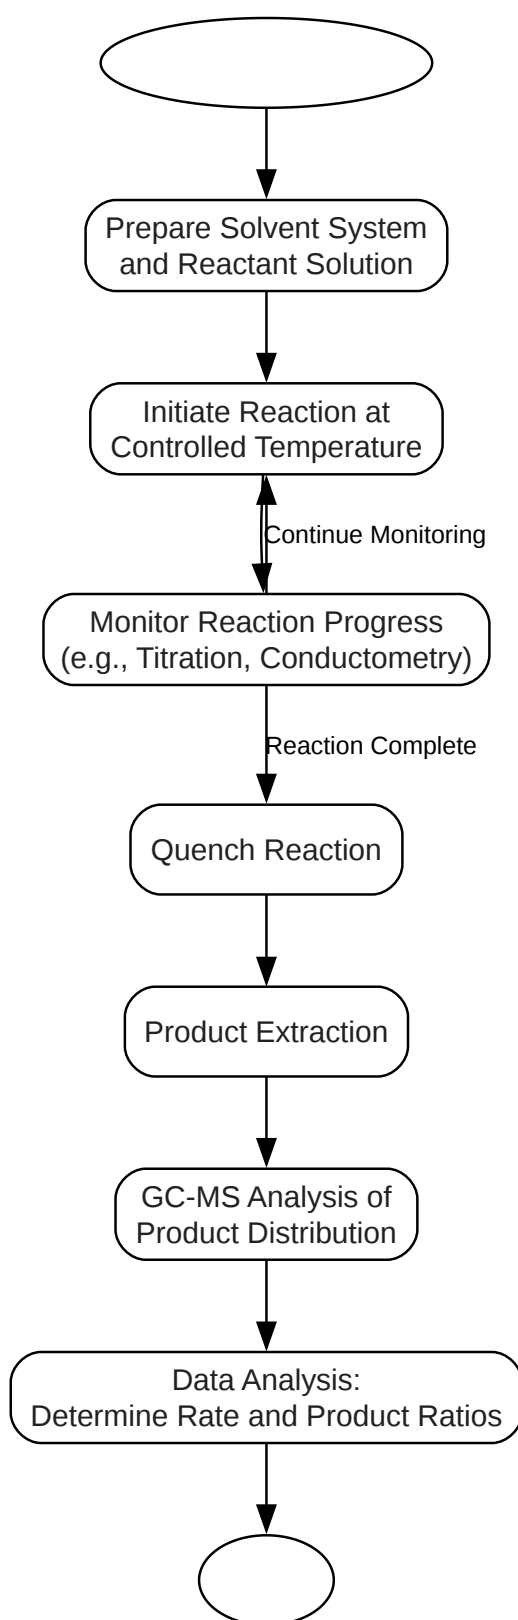 Prepare Solvent System
and Reactant Solution
Initiate Reaction at
Controlled Temperature
Continue Monitoring
Monitor Reaction Progress
(e.g., Titration, Conductometry)
Reaction Complete
Quench Reaction
Product Extraction
GC-MS Analysis of
Product Distribution
Data Analysis:
Determine Rate and Product Ratios